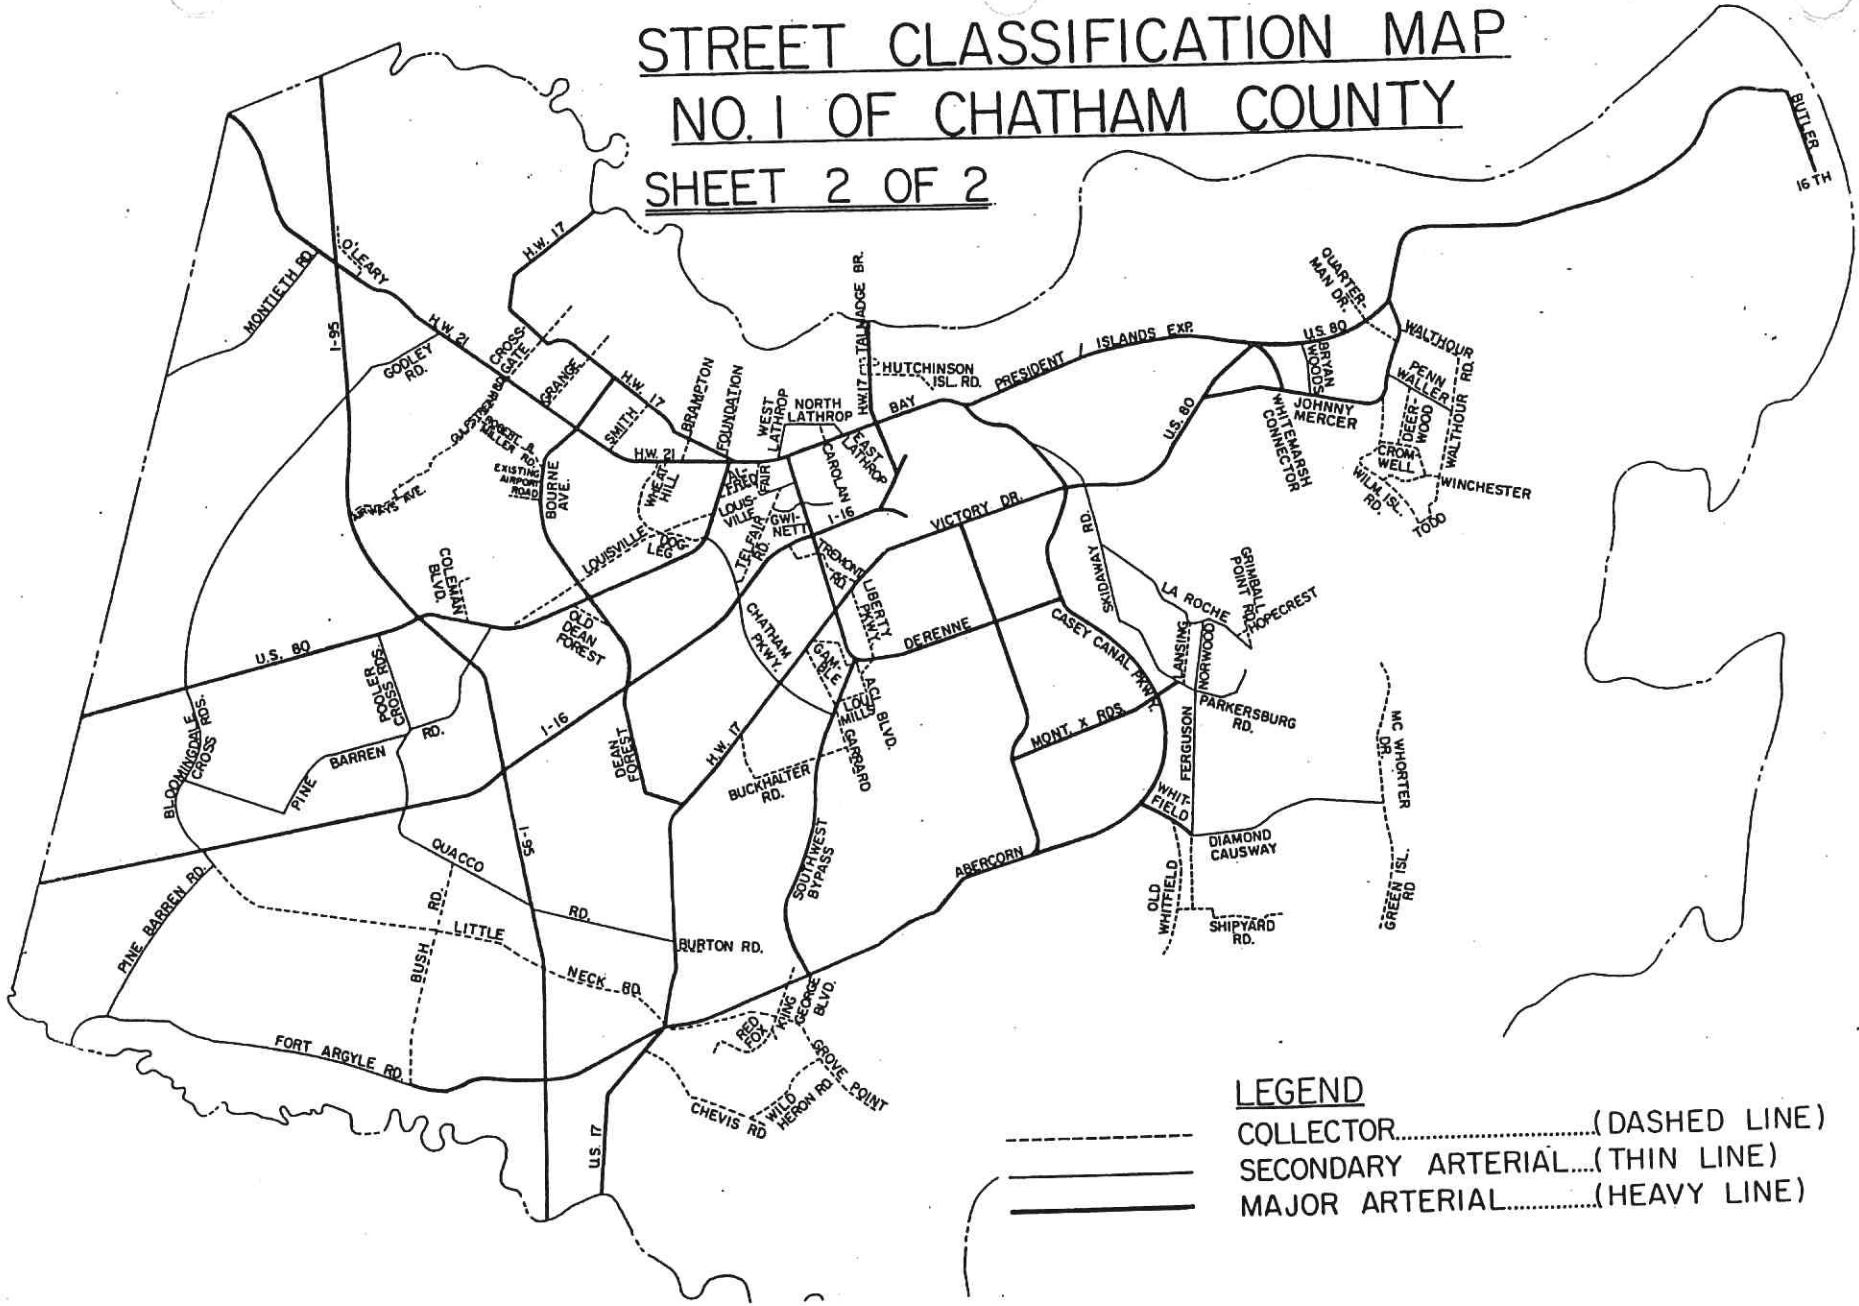 STREET CLASSIFICATION MAP
NO. 1 OF CHATHAM COUNTY
SHEET 2 OF 2
BUTLER
16 TH
H.W. 17
O'LEARY
MONTIETH RD.
I-95
H.W. 21
GODLEY
RD.
CROSS-
GATE
GRANGE
H.W. 17
SMITH
BRAMPTON
FOUNDATION
ROBERT B.
MILLER RD.
EXISTING
AIRPORT
ROAD
BOURNE
AVE.
H.W. 21
WHEAT
HILL
AL-
FRED
FAIR
WEST
LATHROP
NORTH
LATHROP
EAST
LATHROP
CAROLAN
H.W. 17
TALMADGE BR.
HUTCHINSON
ISL. RD.
BAY
PRESIDENT / ISLANDS EXP.
U.S. 80
U.S. 80
BRYAN
WOODS
JOHNNY
MERCER
WHITEMARSH
CONNECTOR
QUARTER-
MAN DR.
WALTHOUR
RD.
PENN
WALLER
DEER-
WOOD
WALTHOUR
CROM-
WELL
WILM. ISL.
RD.
WINCHESTER
TODD
LOUISVILLE
LOUIS-
VILLE
DOG
LEG
TELFAIR
RD.
GWI-
NETT
I-16
VICTORY DR.
TREMONT
RD.
LIBERTY
PKWY.
CHATHAM
PKWY.
DERENNE
COLEMAN
BLVD.
OLD
DEAN
FOREST
U.S. 80
POOLER
CROSS RDS.
BLOOMINGDALE
CROSS RDS.
PINE BARREN RD.
I-16
DEAN
FOREST
H.W. 17
GAM-
BLE
ACL BLVD.
LOU
MILLS
GARRARD
BUCKHALTER
RD.
SKIDAWAY RD.
LA ROCHE
GRIMBALL
POINT RD.
HOPECREST
LANSING
NORWOOD
CASEY CANAL PKWY.
MONT. X RDS.
PARKERSBURG
RD.
FERGUSON
WHIT-
FIELD
DIAMOND
CAUSWAY
MC WHORTER
DR.
GREEN ISL.
RD
OLD
WHITFIELD
SHIPYARD
RD.
ABERCORN
SOUTHWEST
BYPASS
I-95
QUACCO
RD.
BURTON RD.
PINE BARREN RD.
BUSH RD.
LITTLE
NECK RD.
FORT ARGYLE RD.
RED
FOX
KING
GEORGE
BLVD.
GROVE POINT
WILD
HERON RD.
CHEVIS RD
U.S. 17
LEGEND
COLLECTOR..............................(DASHED LINE)
SECONDARY ARTERIAL....(THIN LINE)
MAJOR ARTERIAL..............(HEAVY LINE)